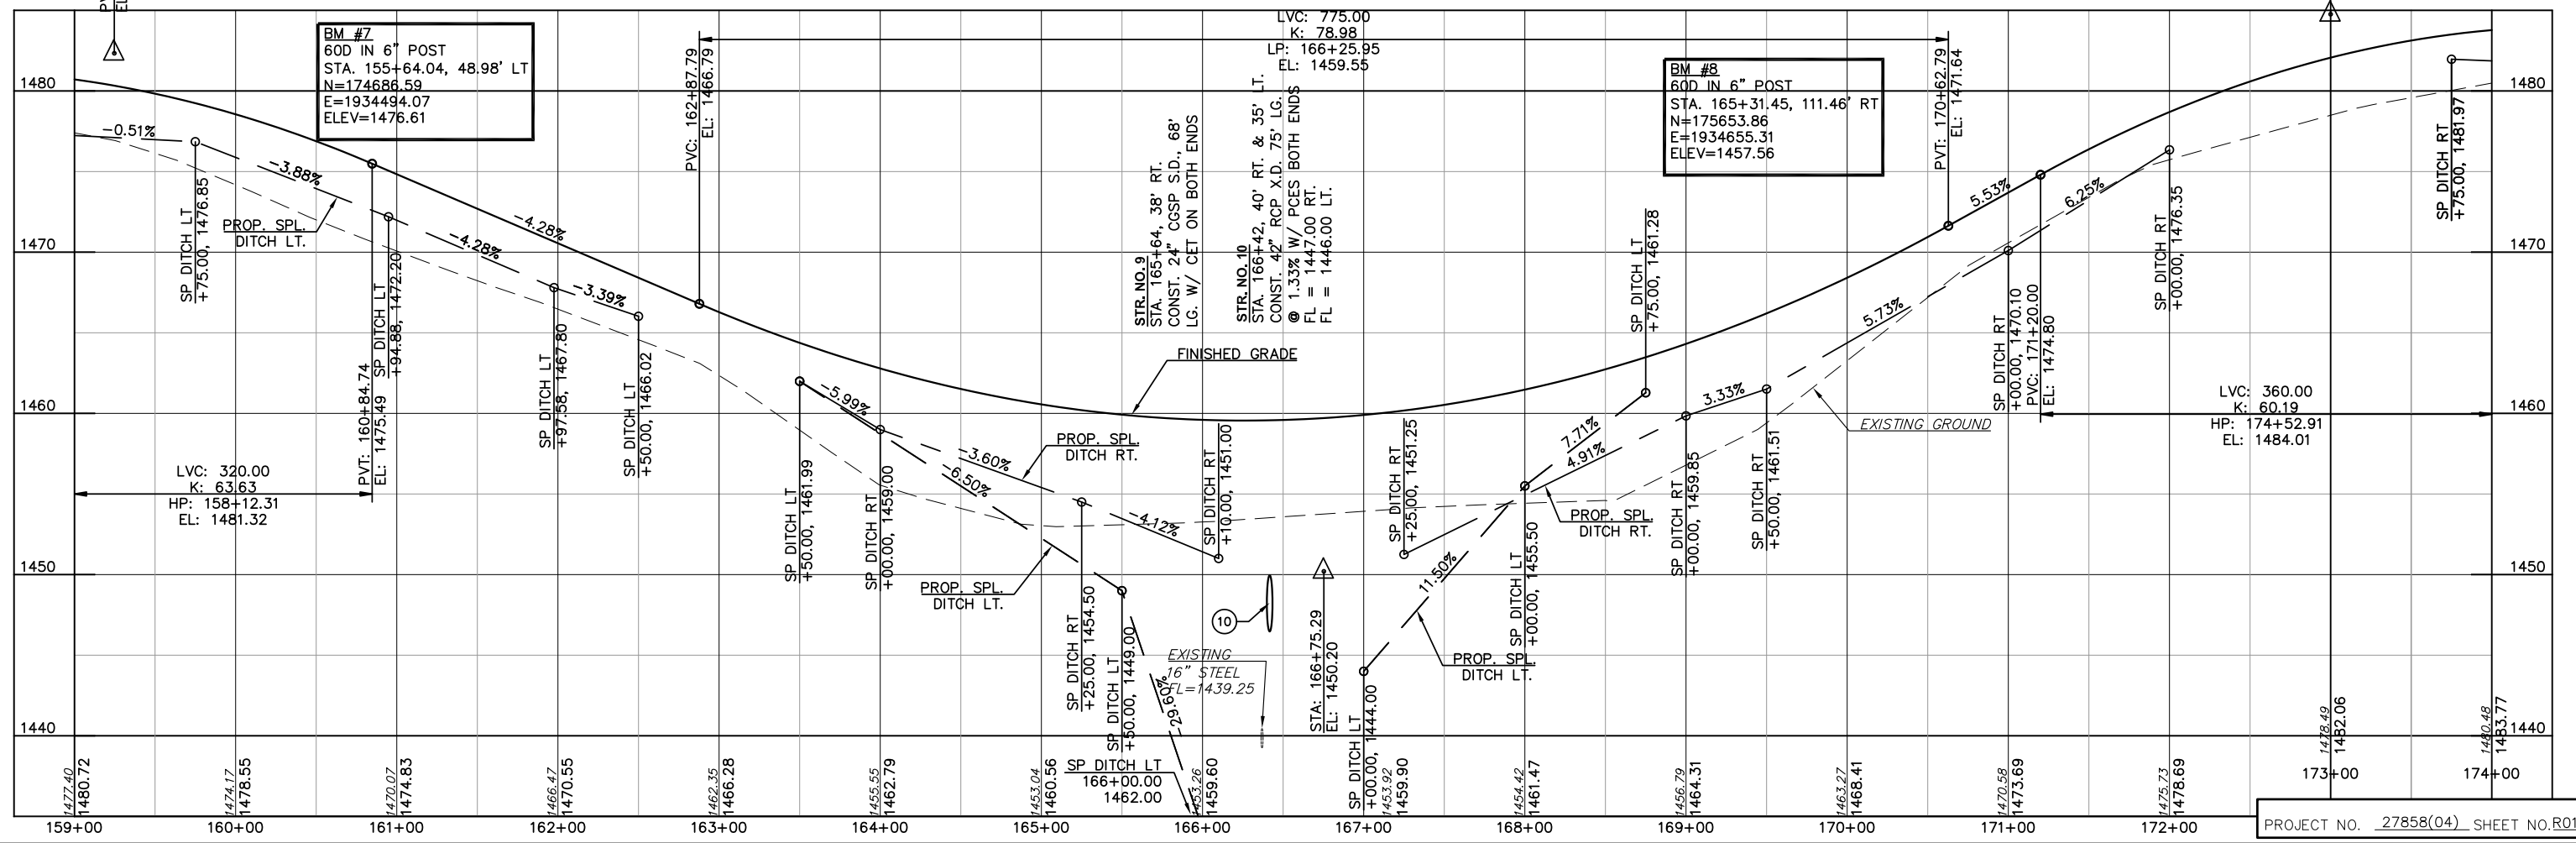 BM #7
60D IN 6" POST
STA. 155+64.04, 48.98' LT
N=174686.59
E=1934494.07
ELEV=1476.61
LVC: 775.00
K: 78.98
LP: 166+25.95
EL: 1459.55
BM #8
60D IN 6" POST
STA. 165+31.45, 111.46' RT
N=175653.86
E=1934655.31
ELEV=1457.56
1480
1470
1460
1450
1440
1480
1470
1460
1450
1440
-0.51%
-3.88%
PROP. SPL.
DITCH LT.
SP DITCH LT
+75.00, 1476.85
-4.28%
-4.28%
-3.39%
PVT: 160+84.74
EL: 1475.49
SP DITCH LT
+94.88, 1472.20
SP DITCH LT
+97.58, 1467.80
SP DITCH LT
+50.00, 1466.02
PVC: 162+87.79
EL: 1466.79
LVC: 320.00
K: 63.63
HP: 158+12.31
EL: 1481.32
STR. NO. 9
STA. 165+64, 38' RT.
CONST. 24" CGSP S.D., 68'
LG. W/ CET ON BOTH ENDS
STR. NO. 10
STA. 166+42, 40' RT. & 35' LT.
CONST. 42" RCP X.D. 75' LG.
@ 1.33% W/ PCES BOTH ENDS
FL = 1447.00 RT.
FL = 1446.00 LT.
FINISHED GRADE
-5.99%
-3.60%
-6.50%
-4.12%
PROP. SPL.
DITCH RT.
PROP. SPL.
DITCH LT.
SP DITCH LT
+50.00, 1461.99
SP DITCH RT
+00.00, 1459.00
SP DITCH RT
+25.00, 1454.50
SP DITCH LT
+50.00, 1449.00
SP DITCH RT
+10.00, 1451.00
-29.60%
EXISTING
16" STEEL
FL=1439.25
10
SP DITCH LT
166+00.00
1462.00
STA: 166+75.29
EL: 1450.20
SP DITCH RT
+25.00, 1451.25
SP DITCH LT
+00.00, 1444.00
11.50%
PROP. SPL.
DITCH LT.
SP DITCH LT
+00.00, 1455.50
7.71%
4.91%
PROP. SPL.
DITCH RT.
SP DITCH LT
+75.00, 1461.28
SP DITCH RT
+00.00, 1459.85
3.33%
SP DITCH RT
+50.00, 1461.51
5.73%
EXISTING GROUND
PVT: 170+62.79
EL: 1471.64
5.53%
6.25%
SP DITCH RT
+00.00, 1470.10
PVC: 171+20.00
EL: 1474.80
SP DITCH RT
+00.00, 1476.35
LVC: 360.00
K: 60.19
HP: 174+52.91
EL: 1484.01
SP DITCH RT
+75.00, 1481.97
1477.40
1480.72
1474.17
1478.55
1470.07
1474.83
1466.47
1470.55
1462.35
1466.28
1455.55
1462.79
1453.04
1460.56
1453.26
1459.60
1453.92
1459.90
1454.42
1461.47
1456.79
1464.31
1463.27
1468.41
1470.58
1473.69
1475.73
1478.69
1478.49
1482.06
1480.48
1483.77
159+00
160+00
161+00
162+00
163+00
164+00
165+00
166+00
167+00
168+00
169+00
170+00
171+00
172+00
173+00
174+00
PROJECT NO. 27858(04) SHEET NO. R01